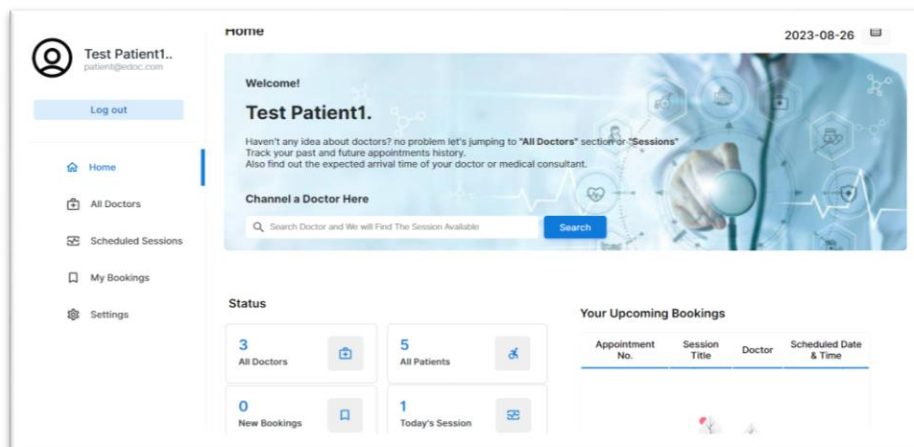 Test Patient1..
patient@edoc.com
Log out
Home
All Doctors
Scheduled Sessions
My Bookings
Settings
Home
2023-08-26
Welcome!
Test Patient1.
Haven't any idea about doctors? no problem let's jumping to "All Doctors" section or "Sessions"
Track your past and future appointments history.
Also find out the expected arrival time of your doctor or medical consultant.
Channel a Doctor Here
Search Doctor and We will Find The Session Available
Search
Status
3
All Doctors
5
All Patients
0
New Bookings
1
Today's Session
Your Upcoming Bookings
Appointment No.
Session Title
Doctor
Scheduled Date & Time